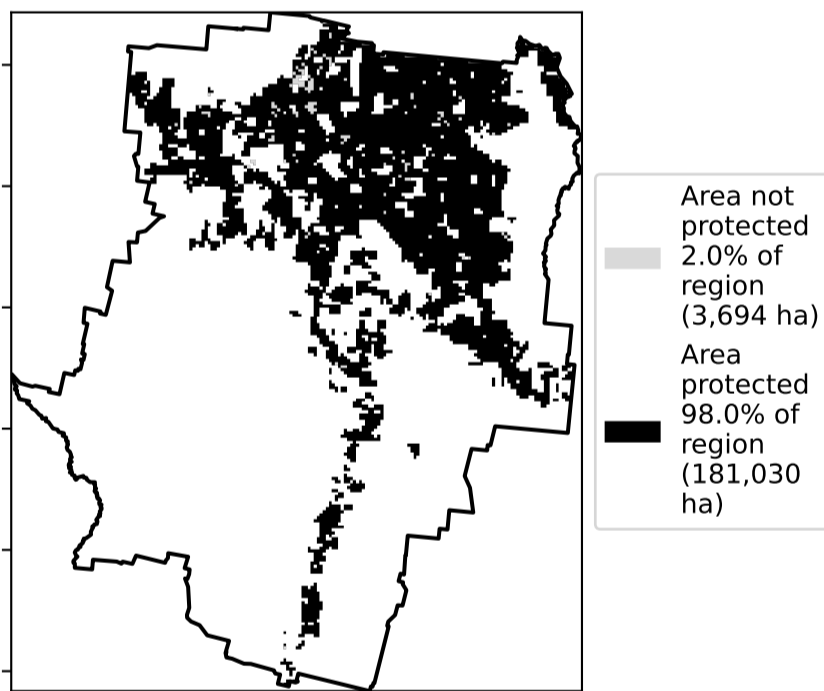 Area not
protected
2.0% of
region
(3,694 ha)
Area
protected
98.0% of
region
(181,030
ha)